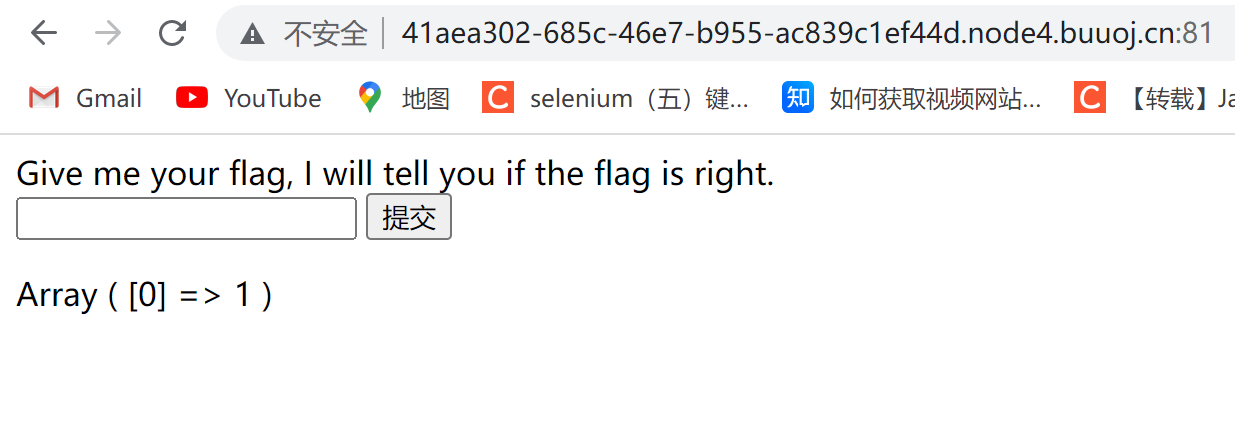 不安全 41aea302-685c-46e7-b955-ac839c1ef44d.node4.buuoj.cn:81
Gmail YouTube 地图 selenium（五）键... 知 如何获取视频网站... 【转载】Ja
Give me your flag, I will tell you if the flag is right.
提交
Array ( [0] => 1 )